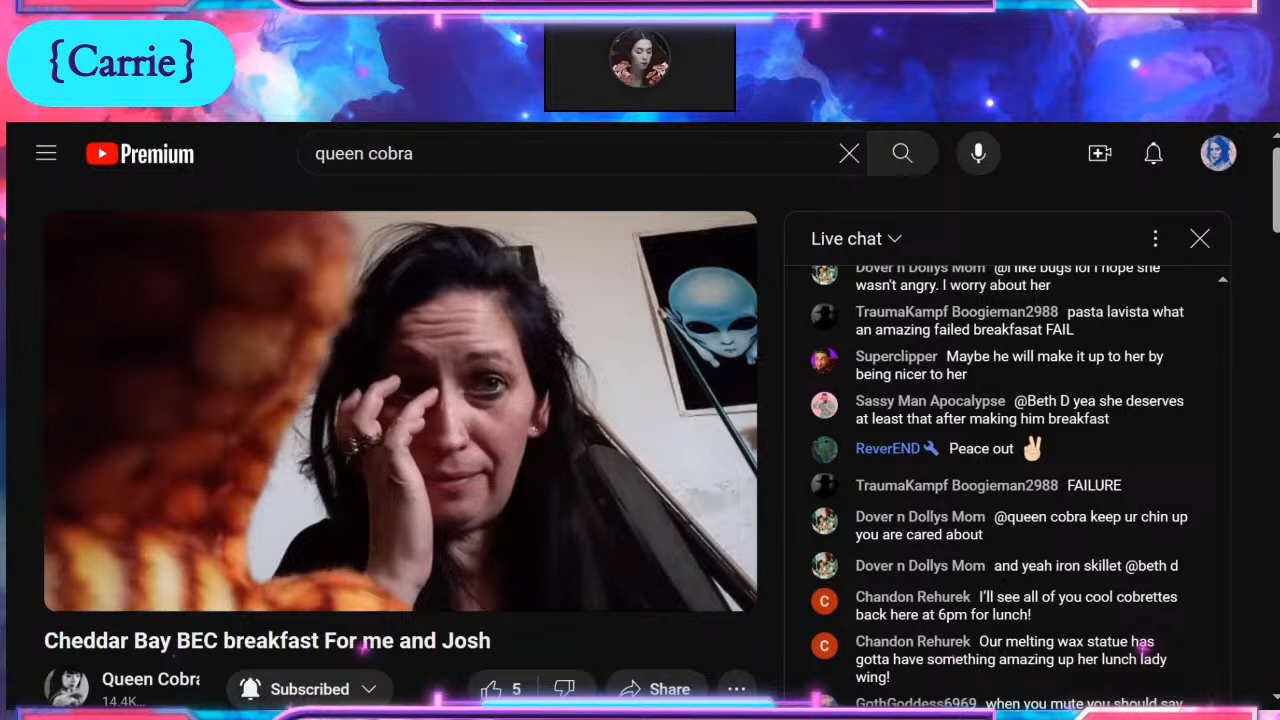 {Carrie}
Premium
queen cobra
Live chat
Dover n Dollys Mom @i like bugs lol I hope she
wasn't angry. I worry about her
TraumaKampf Boogieman2988 pasta lavista what
an amazing failed breakfasat FAIL
Superclipper Maybe he will make it up to her by
being nicer to her
Sassy Man Apocalypse @Beth D yea she deserves
at least that after making him breakfast
ReverEND Peace out ✌
TraumaKampf Boogieman2988 FAILURE
Dover n Dollys Mom @queen cobra keep ur chin up
you are cared about
Dover n Dollys Mom and yeah iron skillet @beth d
C Chandon Rehurek I'll see all of you cool cobrettes
back here at 6pm for lunch!
C Chandon Rehurek Our melting wax statue has
gotta have something amazing up her lunch lady
wing!
GothGoddess6969 when you mute you should say
Cheddar Bay BEC breakfast For me and Josh
Queen Cobra
14.4K...
Subscribed
5
Share